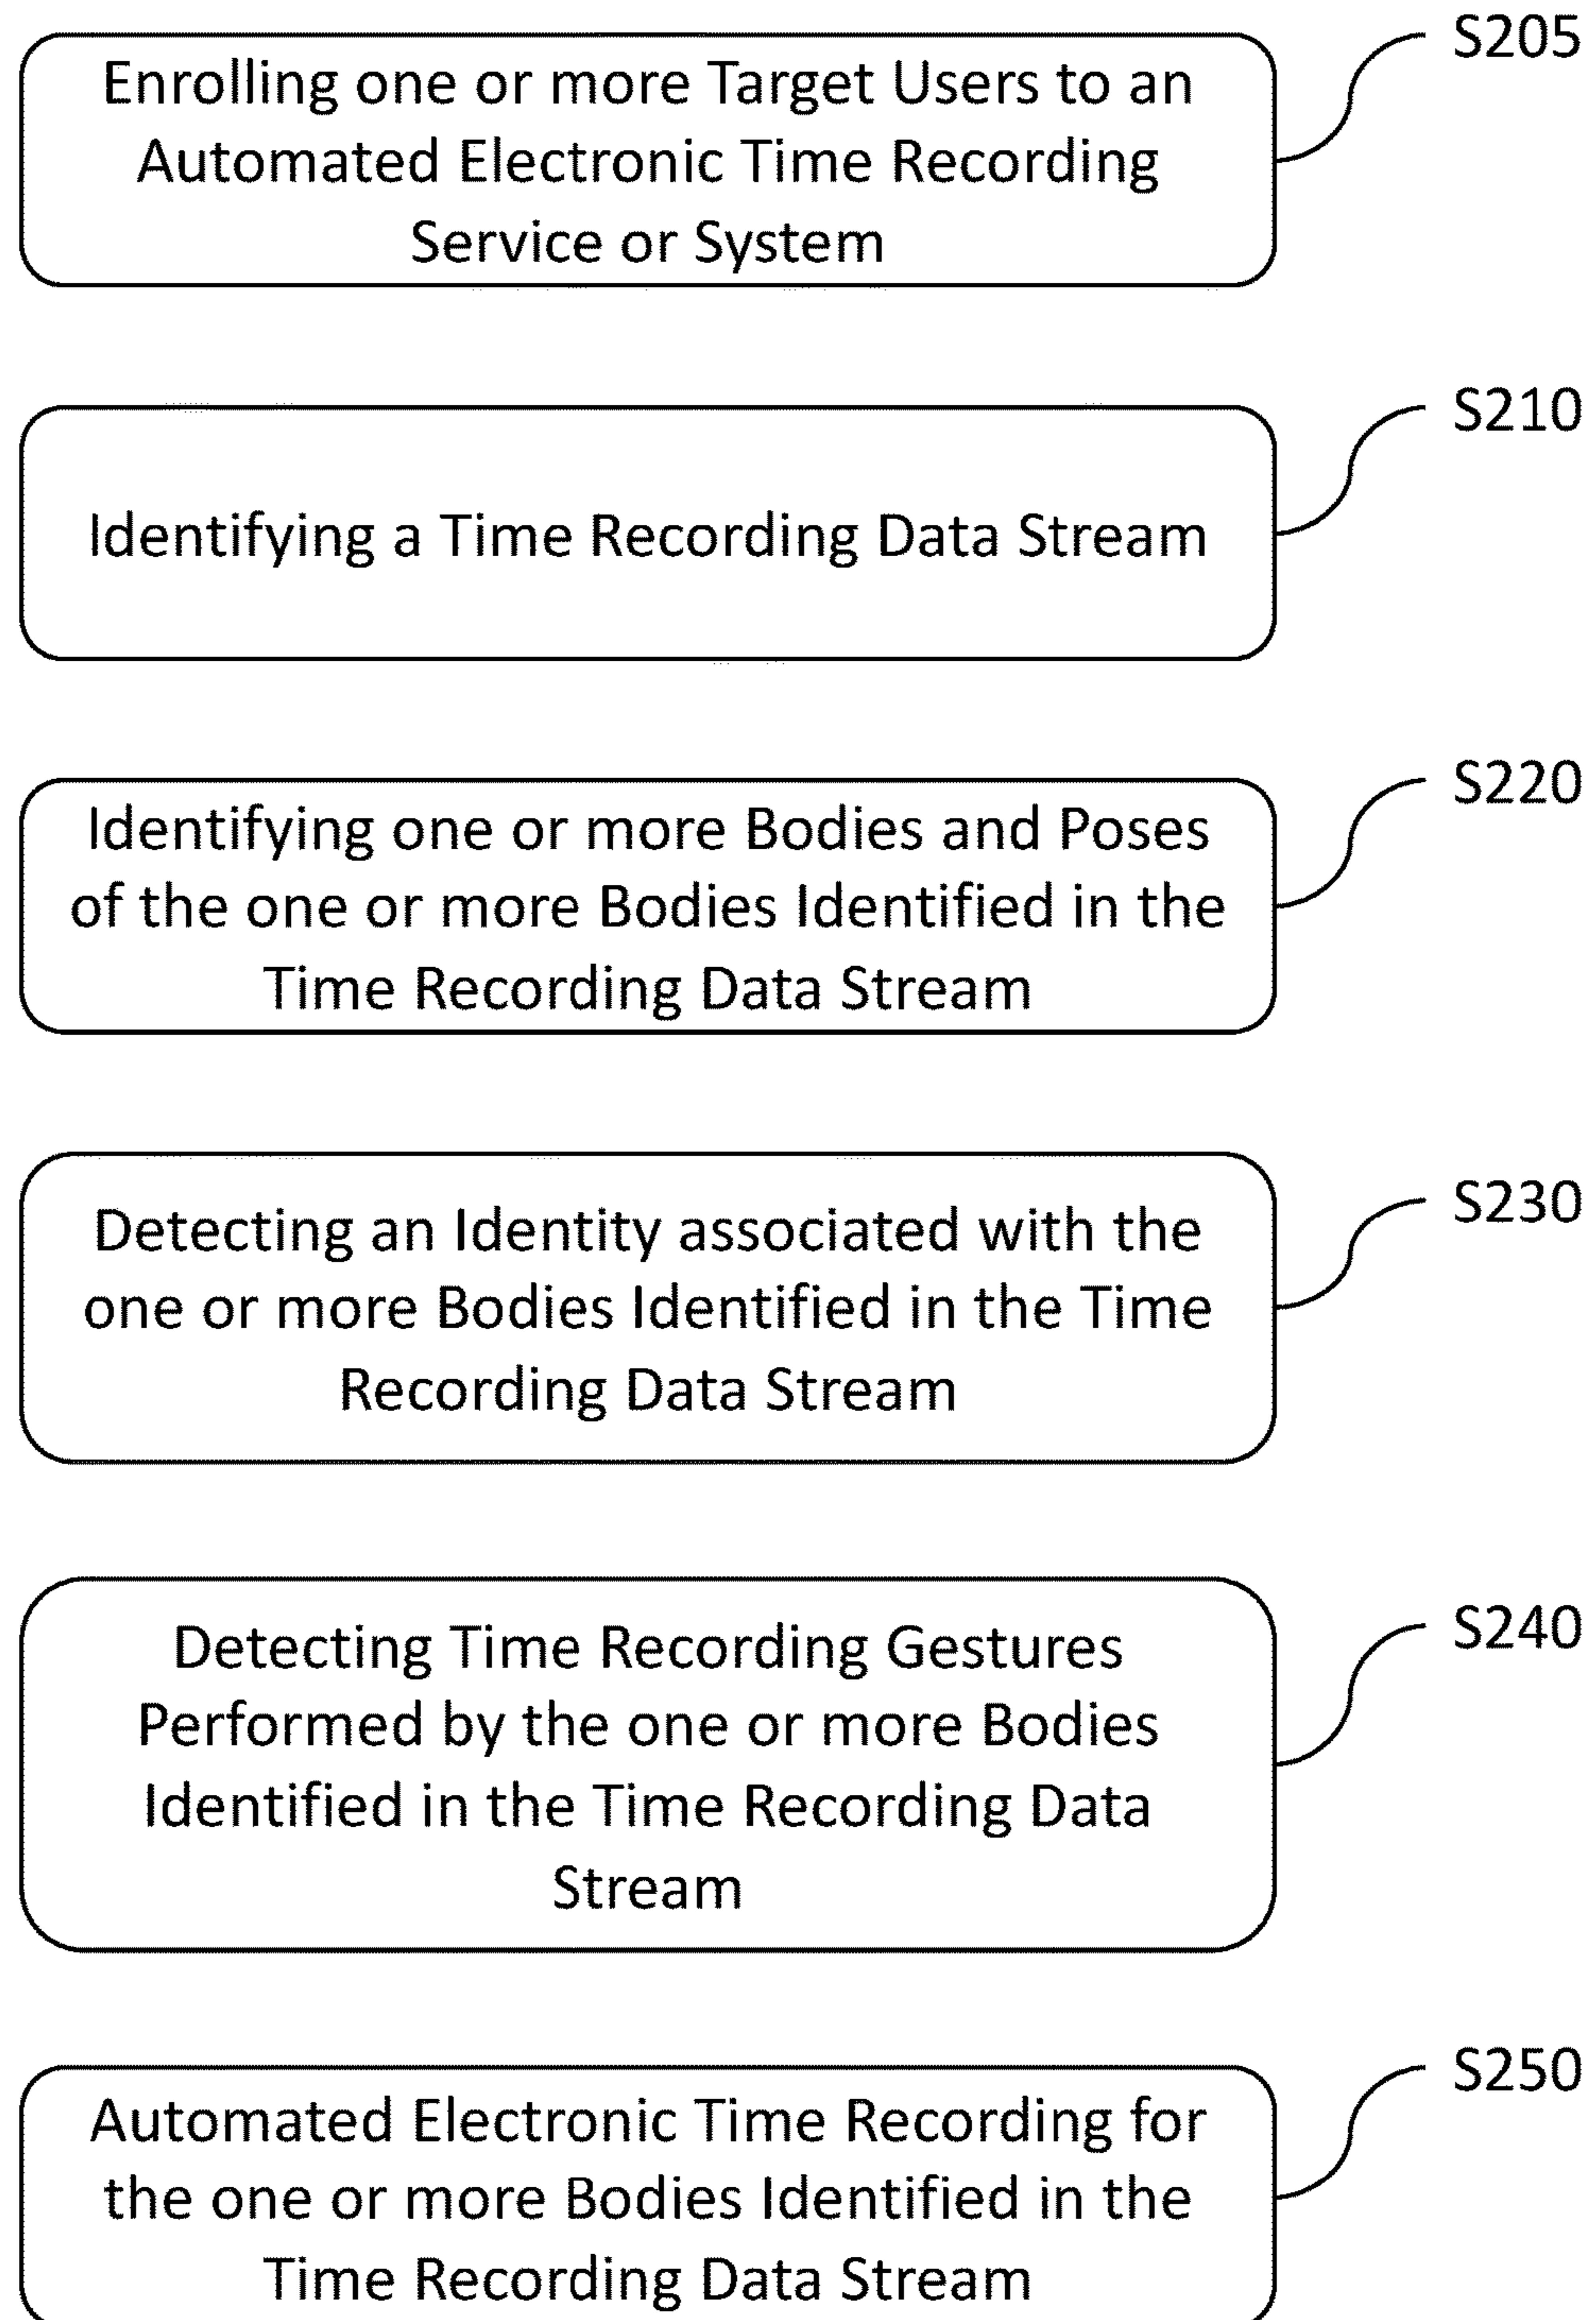 S205
Enrolling one or more Target Users to an
Automated Electronic Time Recording
Service or System
S210
Identifying a Time Recording Data Stream
S220
Identifying one or more Bodies and Poses
of the one or more Bodies Identified in the
Time Recording Data Stream
S230
Detecting an Identity associated with the
one or more Bodies Identified in the Time
Recording Data Stream
S240
Detecting Time Recording Gestures
Performed by the one or more Bodies
Identified in the Time Recording Data
Stream
S250
Automated Electronic Time Recording for
the one or more Bodies Identified in the
Time Recording Data Stream